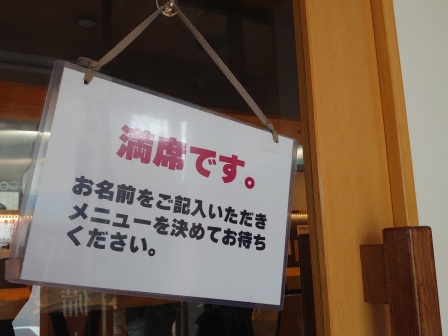 満席です。
お名前をご記入いただき
メニューを決めてお待ち
ください。